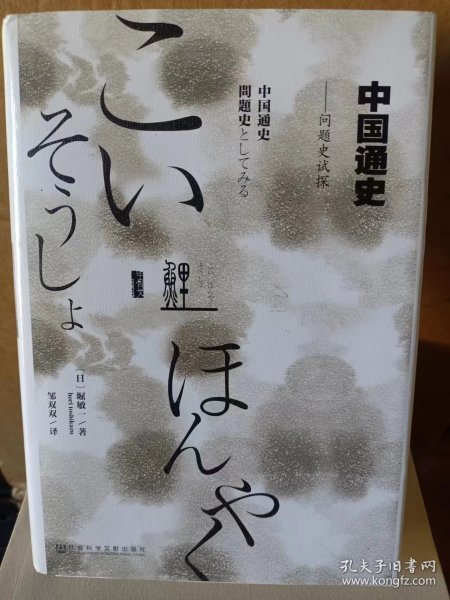 中国通史
——问题史试探
中国通史
問題史としてみる
こい
ほんやく
そうしょ
鯉
〔日〕堀敏一/著
hori toshikazu
邹双双/译
社会科学文献出版社
孔夫子旧书网
www.kongfz.com